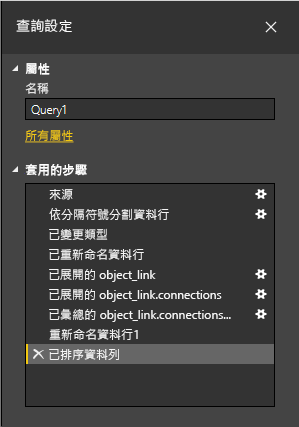 查詢設定
屬性
名稱
Query1
所有屬性
套用的步驟
來源
依分隔符號分割資料行
已變更類型
已重新命名資料行
已展開的 object_link
已展開的 object_link.connections
已彙總的 object_link.connections...
重新命名資料行1
已排序資料列